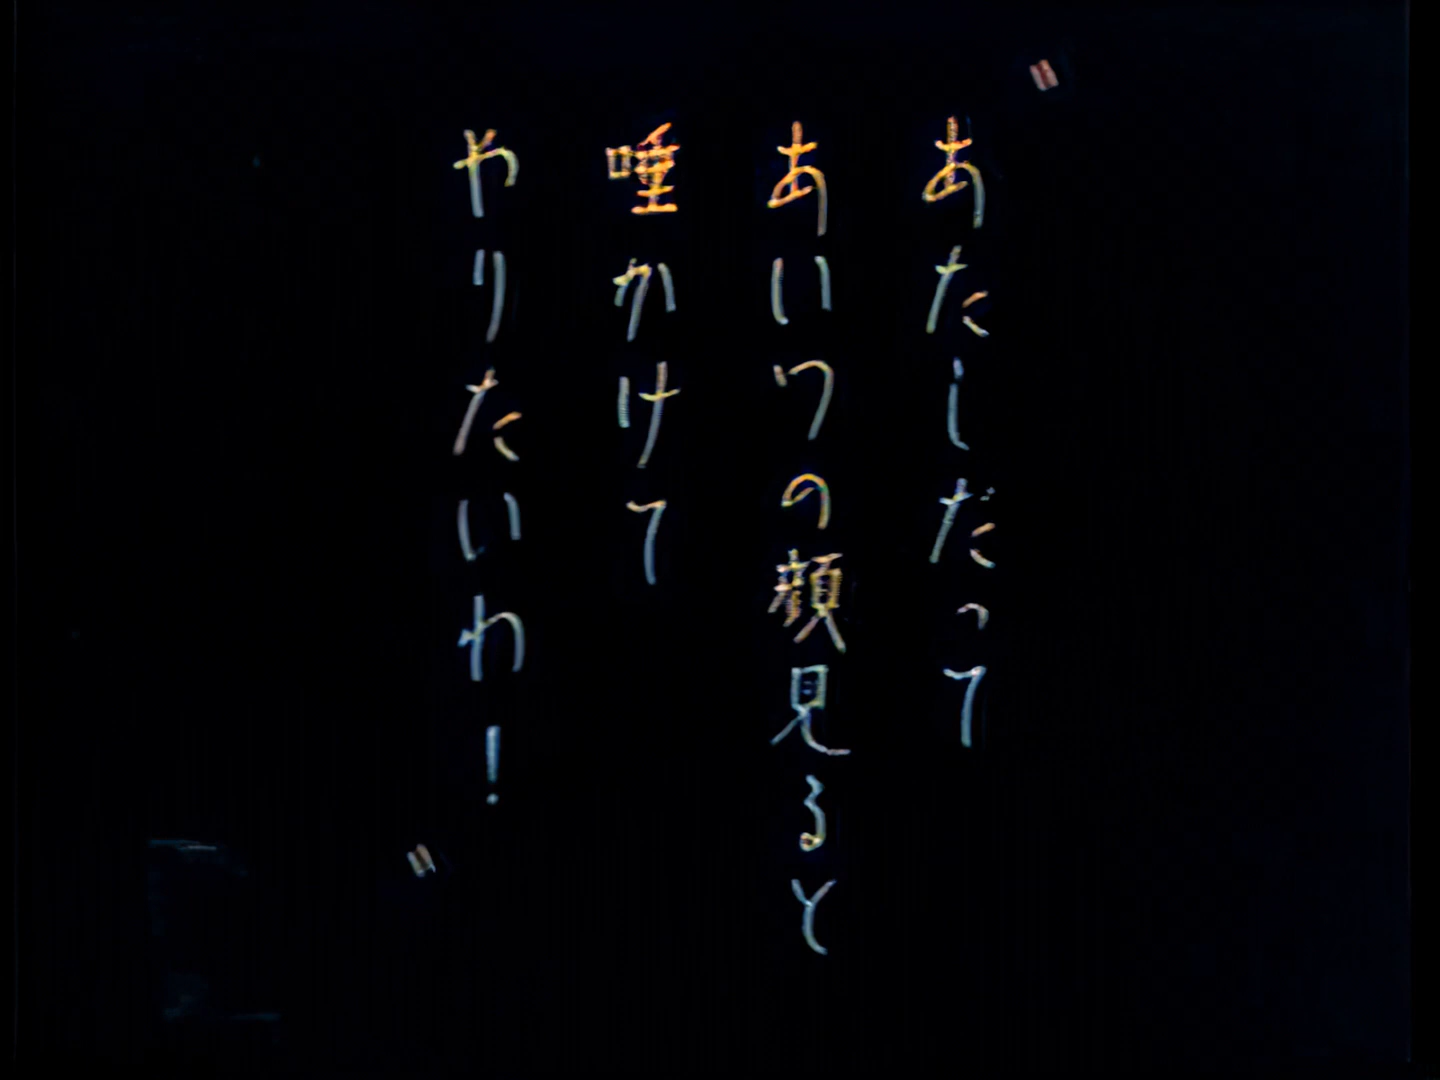 〝あたしだって
あいつの顔見ると
唾かけて
やりたいわ！〟